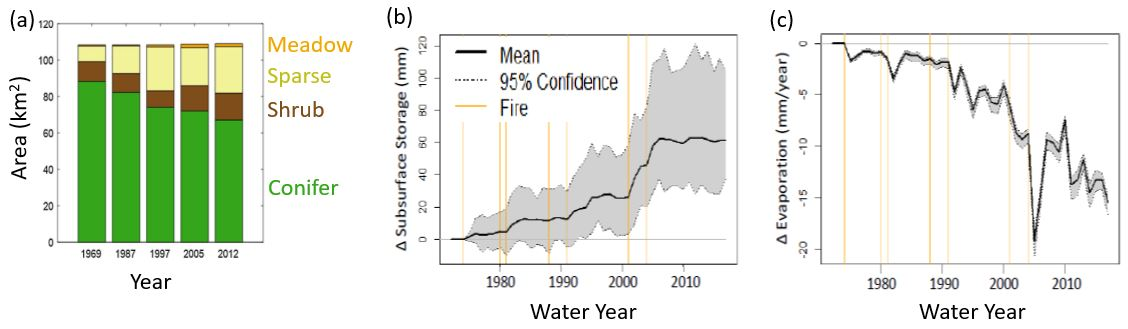 (a)
120
100
80
60
40
20
0
Area (km2)
1969 1987 1997 2005 2012
Year
Meadow
Sparse
Shrub
Conifer
(b)
120
100
80
60
40
20
0
Δ Subsurface Storage (mm)
Mean
95% Confidence
Fire
1980 1990 2000 2010
Water Year
(c)
0
-5
-10
-15
-20
Δ Evaporation (mm/year)
1980 1990 2000 2010
Water Year